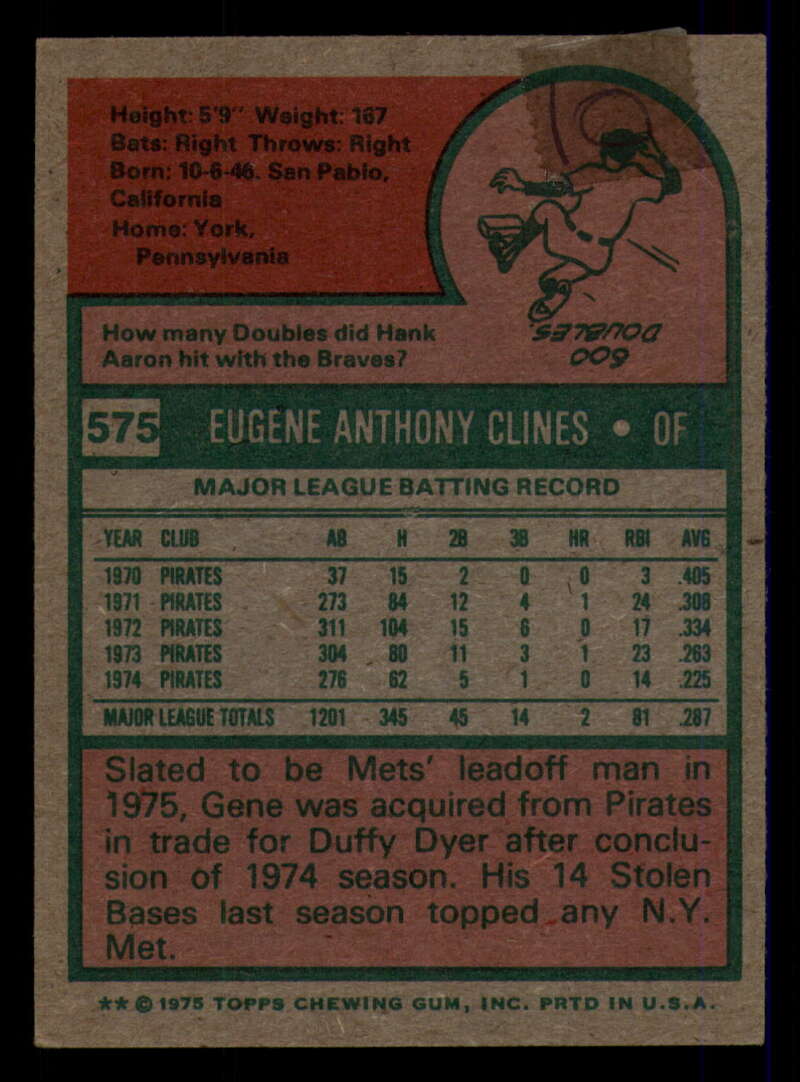 Height: 5'9" Weight: 167
Bats: Right Throws: Right
Born: 10-6-46. San Pablo,
California
Home: York,
Pennsylvania
How many Doubles did Hank
Aaron hit with the Braves?
600
DOUBLES.
575 EUGENE ANTHONY CLINES • OF
MAJOR LEAGUE BATTING RECORD
YEAR CLUB AB H 2B 3B HR RBI AVG
1970 PIRATES 37 15 2 0 0 3 .405
1971 PIRATES 273 84 12 4 1 24 .308
1972 PIRATES 311 104 15 6 0 17 .334
1973 PIRATES 304 80 11 3 1 23 .263
1974 PIRATES 276 62 5 1 0 14 .225
MAJOR LEAGUE TOTALS 1201 345 45 14 2 81 .287
Slated to be Mets' leadoff man in
1975, Gene was acquired from Pirates
in trade for Duffy Dyer after conclu-
sion of 1974 season. His 14 Stolen
Bases last season topped any N.Y.
Met.
** © 1975 TOPPS CHEWING GUM, INC. PRTD IN U.S.A.